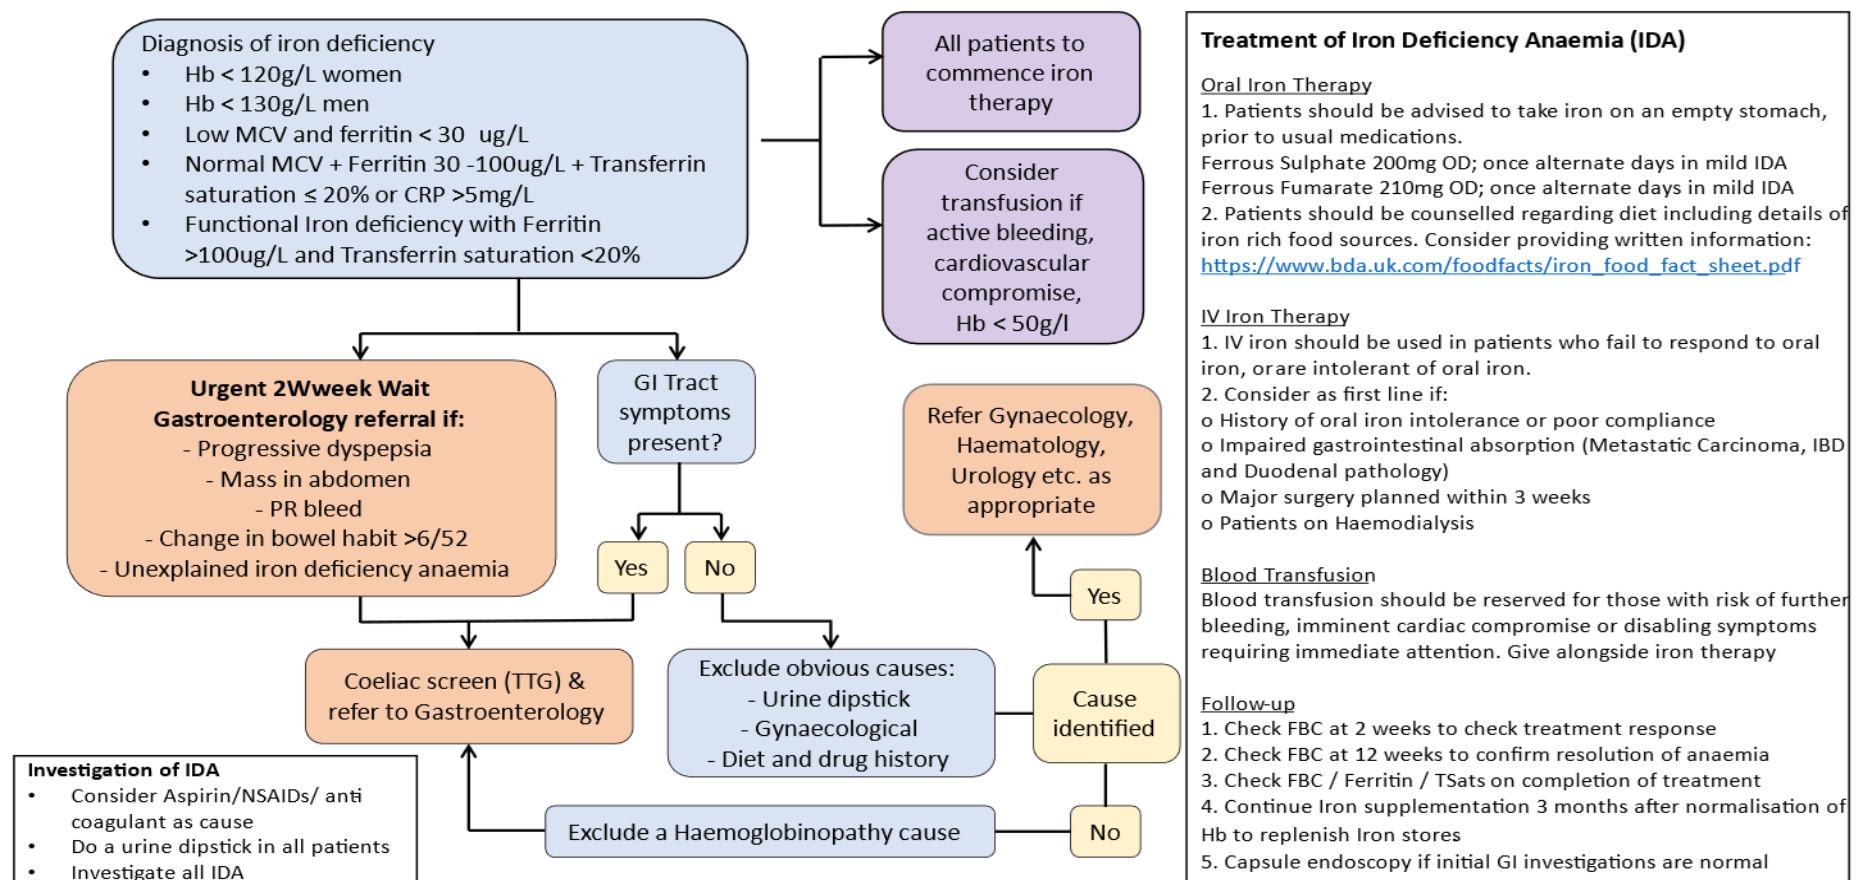 Diagnosis of iron deficiency
• Hb < 120g/L women
• Hb < 130g/L men
• Low MCV and ferritin < 30 ug/L
• Normal MCV + Ferritin 30 -100ug/L + Transferrin
saturation ≤ 20% or CRP >5mg/L
• Functional Iron deficiency with Ferritin
>100ug/L and Transferrin saturation <20%
All patients to
commence iron
therapy
Consider
transfusion if
active bleeding,
cardiovascular
compromise,
Hb < 50g/l
Urgent 2Wweek Wait
Gastroenterology referral if:
- Progressive dyspepsia
- Mass in abdomen
- PR bleed
- Change in bowel habit >6/52
- Unexplained iron deficiency anaemia
GI Tract
symptoms
present?
Yes
No
Refer Gynaecology,
Haematology,
Urology etc. as
appropriate
Yes
Coeliac screen (TTG) &
refer to Gastroenterology
Exclude obvious causes:
- Urine dipstick
- Gynaecological
- Diet and drug history
Cause
identified
Exclude a Haemoglobinopathy cause
No
Investigation of IDA
• Consider Aspirin/NSAIDs/ anti
coagulant as cause
• Do a urine dipstick in all patients
• Investigate all IDA
Treatment of Iron Deficiency Anaemia (IDA)
Oral Iron Therapy
1. Patients should be advised to take iron on an empty stomach,
prior to usual medications.
Ferrous Sulphate 200mg OD; once alternate days in mild IDA
Ferrous Fumarate 210mg OD; once alternate days in mild IDA
2. Patients should be counselled regarding diet including details of
iron rich food sources. Consider providing written information:
https://www.bda.uk.com/foodfacts/iron_food_fact_sheet.pdf
IV Iron Therapy
1. IV iron should be used in patients who fail to respond to oral
iron, orare intolerant of oral iron.
2. Consider as first line if:
o History of oral iron intolerance or poor compliance
o Impaired gastrointestinal absorption (Metastatic Carcinoma, IBD
and Duodenal pathology)
o Major surgery planned within 3 weeks
o Patients on Haemodialysis
Blood Transfusion
Blood transfusion should be reserved for those with risk of further
bleeding, imminent cardiac compromise or disabling symptoms
requiring immediate attention. Give alongside iron therapy
Follow-up
1. Check FBC at 2 weeks to check treatment response
2. Check FBC at 12 weeks to confirm resolution of anaemia
3. Check FBC / Ferritin / TSats on completion of treatment
4. Continue Iron supplementation 3 months after normalisation of
Hb to replenish Iron stores
5. Capsule endoscopy if initial GI investigations are normal